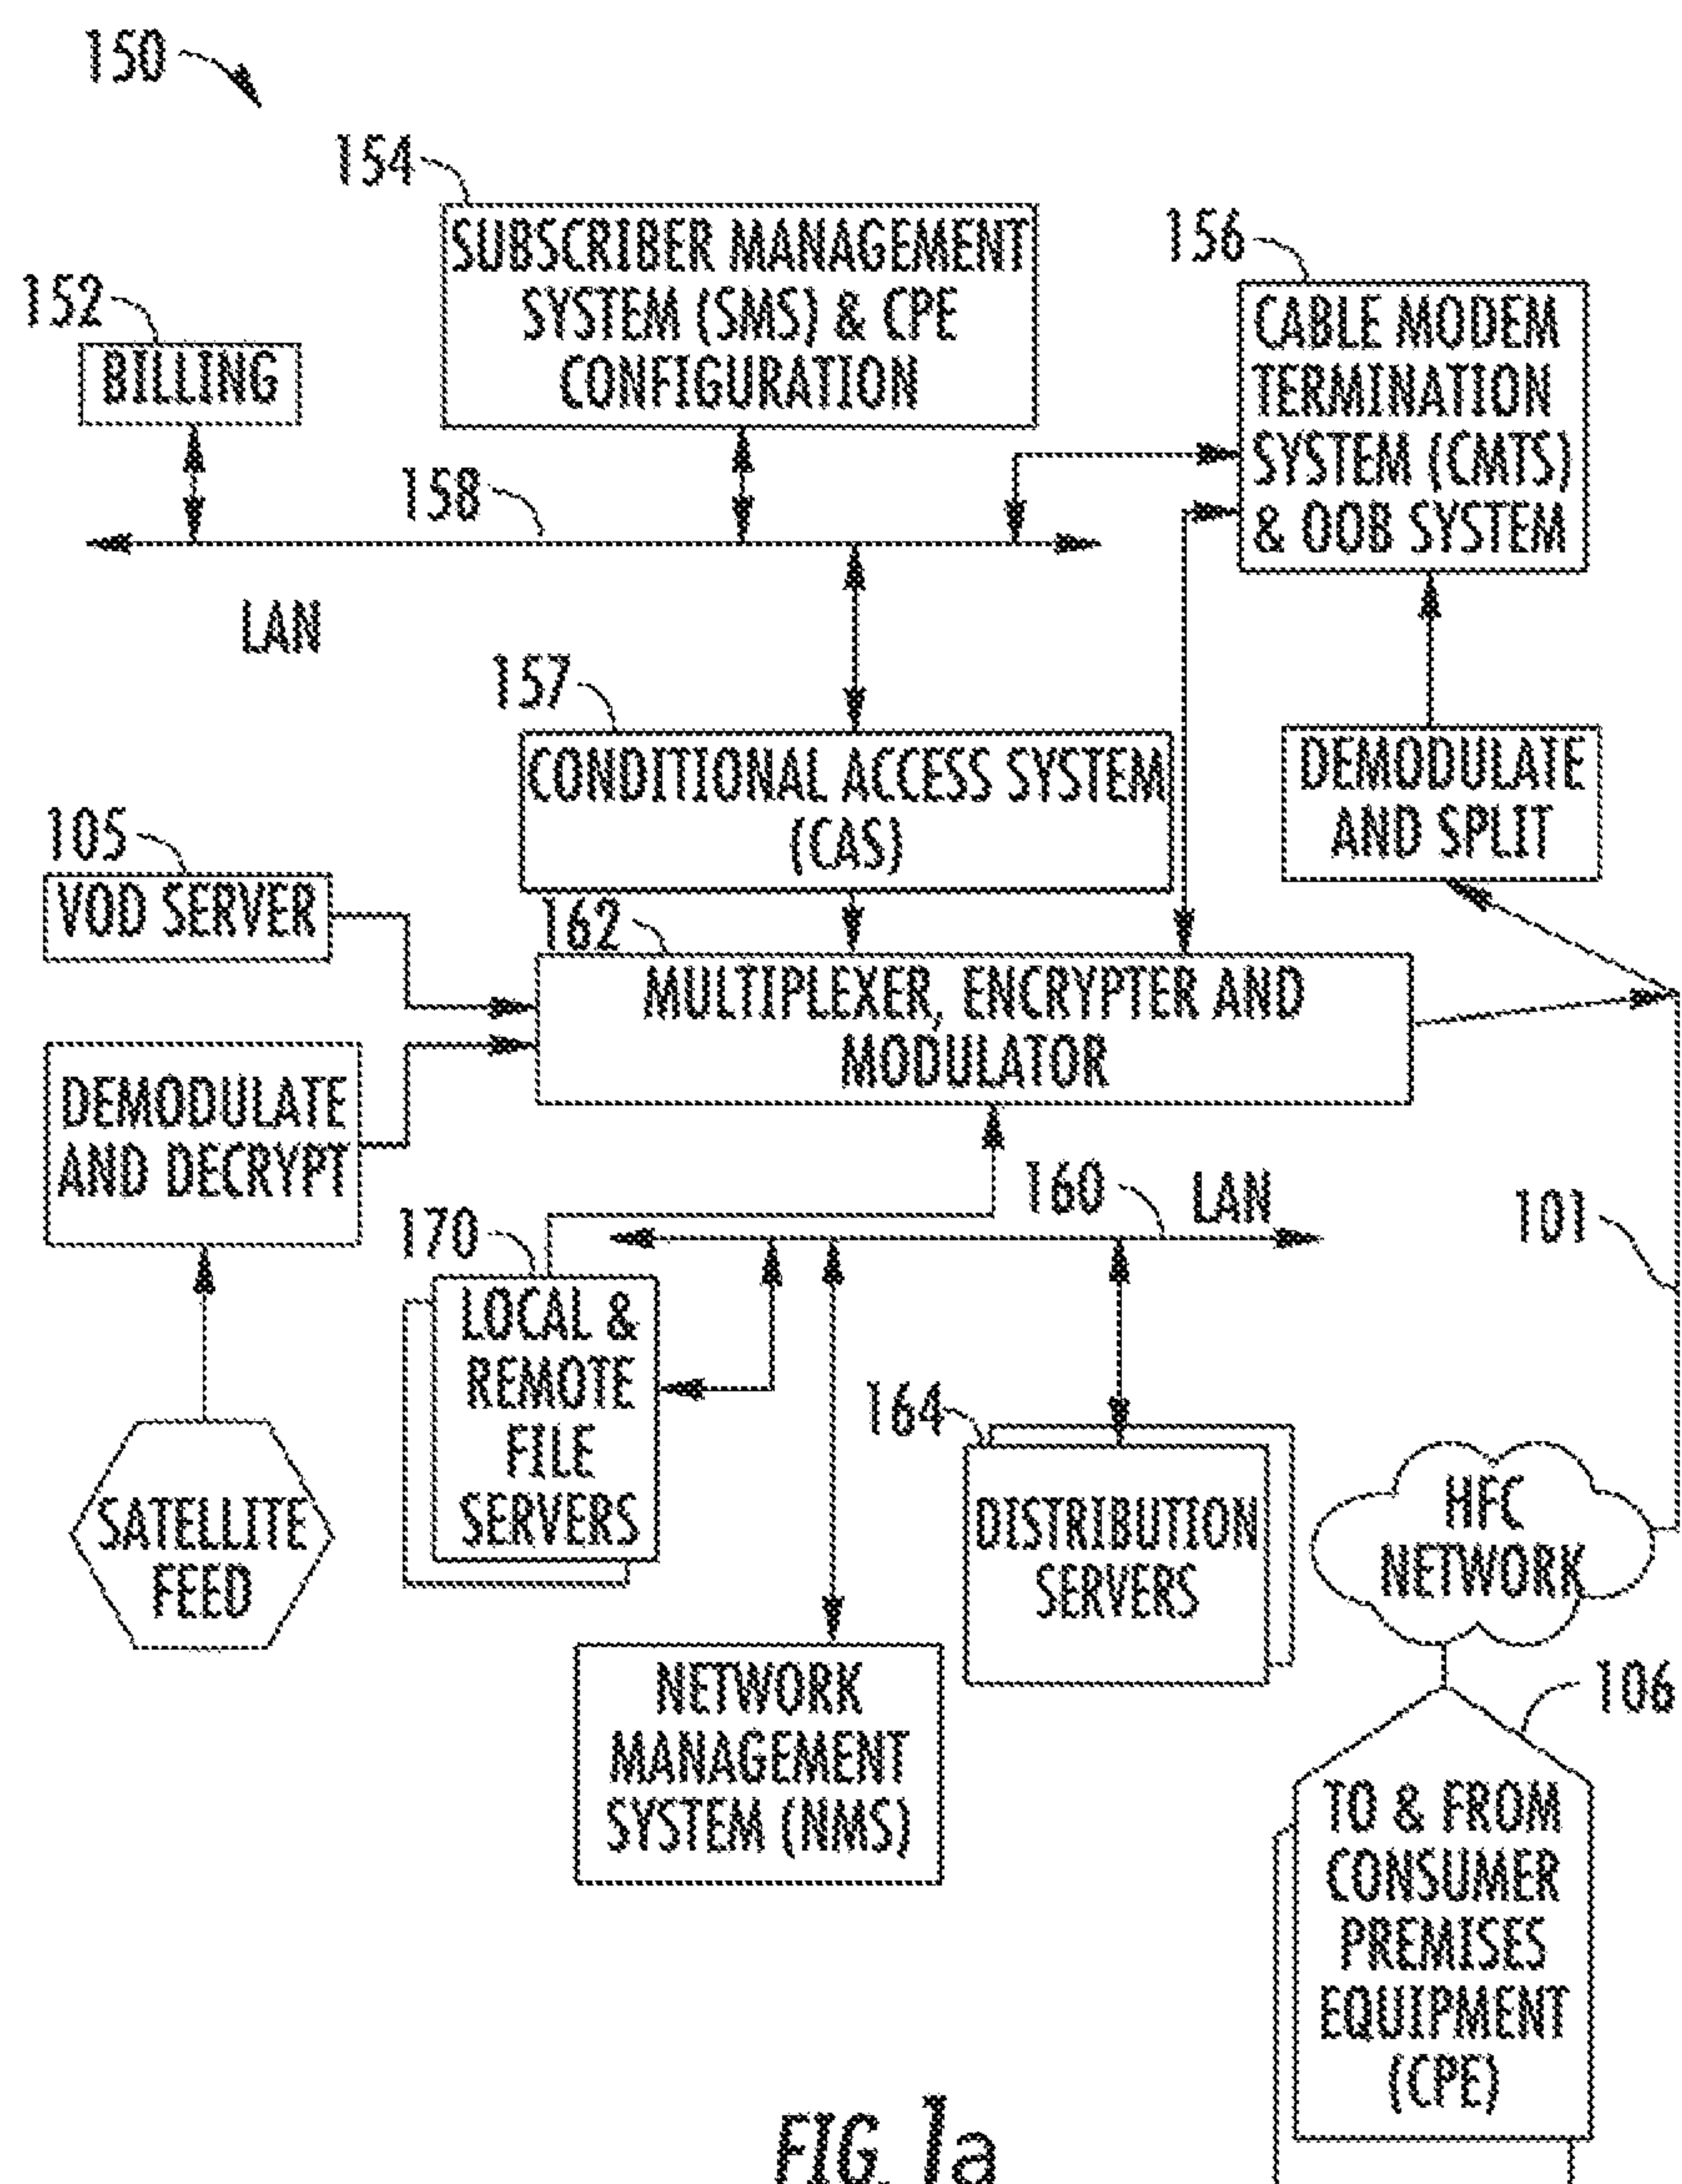 150
154
SUBSCRIBER MANAGEMENT
SYSTEM (SMS) & CPE
CONFIGURATION
156
CABLE MODEM
TERMINATION
SYSTEM (CMTS)
& OOB SYSTEM
152
BILLING
158
LAN
157
CONDITIONAL ACCESS SYSTEM
(CAS)
DEMODULATE
AND SPLIT
105
VOD SERVER
162
MULTIPLEXER, ENCRYPTER AND
MODULATOR
DEMODULATE
AND DECRYPT
160
LAN
101
170
LOCAL &
REMOTE
FILE
SERVERS
164
DISTRIBUTION
SERVERS
HFC
NETWORK
SATELLITE
FEED
NETWORK
MANAGEMENT
SYSTEM (NMS)
106
TO & FROM
CONSUMER
PREMISES
EQUIPMENT
(CPE)
FIG. 1a